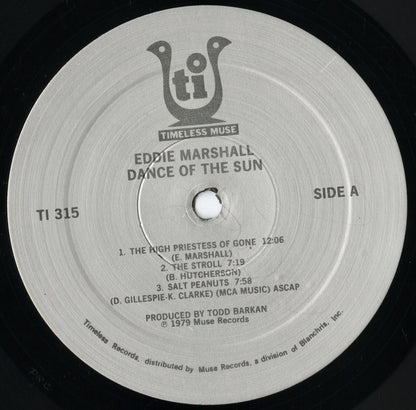 ti
TIMELESS MUSE
EDDIE MARSHALL
DANCE OF THE SUN
TI 315
SIDE A
1. THE HIGH PRIESTESS OF GONE 12:06
(E. MARSHALL)
2. THE STROLL 7:19
(B. HUTCHERSON)
3. SALT PEANUTS 7:58
(D. GILLESPIE-K. CLARKE) (MCA MUSIC) ASCAP
PRODUCED BY TODD BARKAN
℗ 1979 Muse Records
Timeless Records, distributed by Muse Records, a division of Blanchris, Inc.